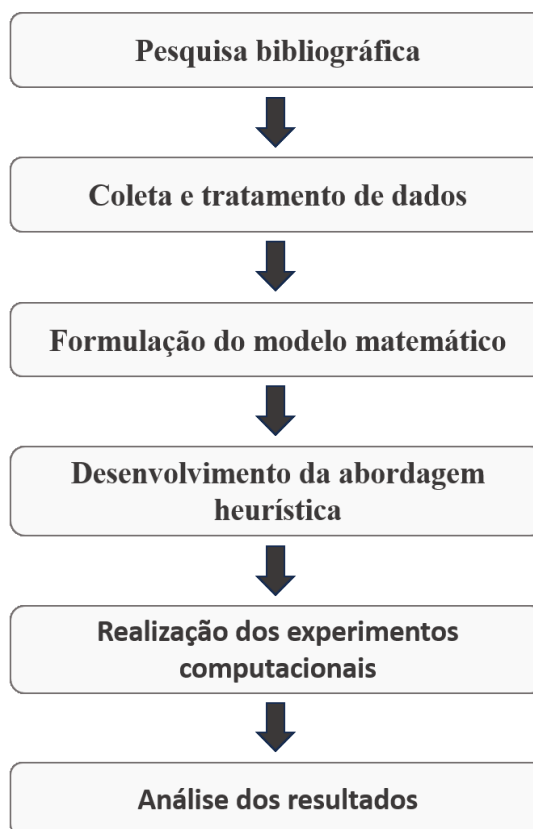 Pesquisa bibliográfica
Coleta e tratamento de dados
Formulação do modelo matemático
Desenvolvimento da abordagem
heurística
Realização dos experimentos
computacionais
Análise dos resultados